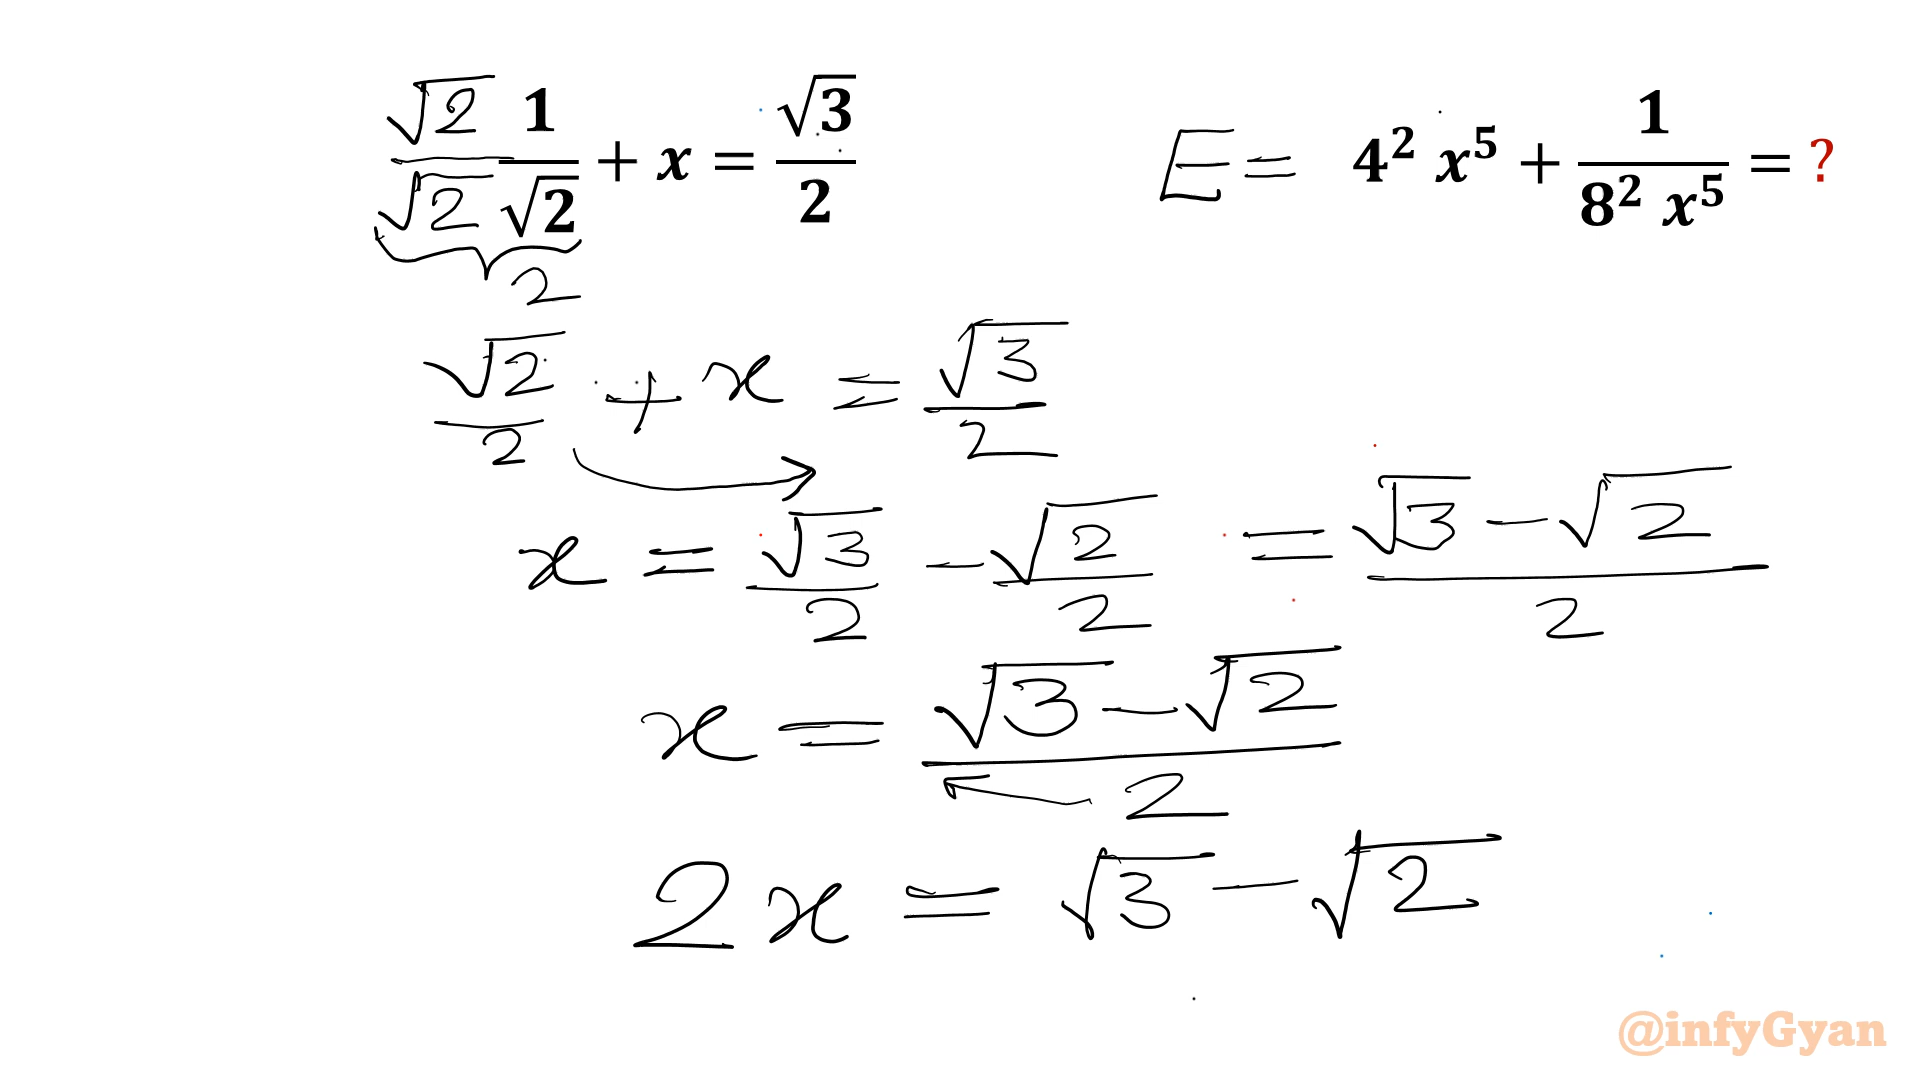 √2/√2 1/√2 + x = √3/2
E = 4² x⁵ + 1/(8² x⁵) = ?
2
√2/2 + x = √3/2
x = √3/2 − √2/2 = (√3 − √2)/2
x = (√3 − √2)/2
2x = √3 − √2
@infyGyan